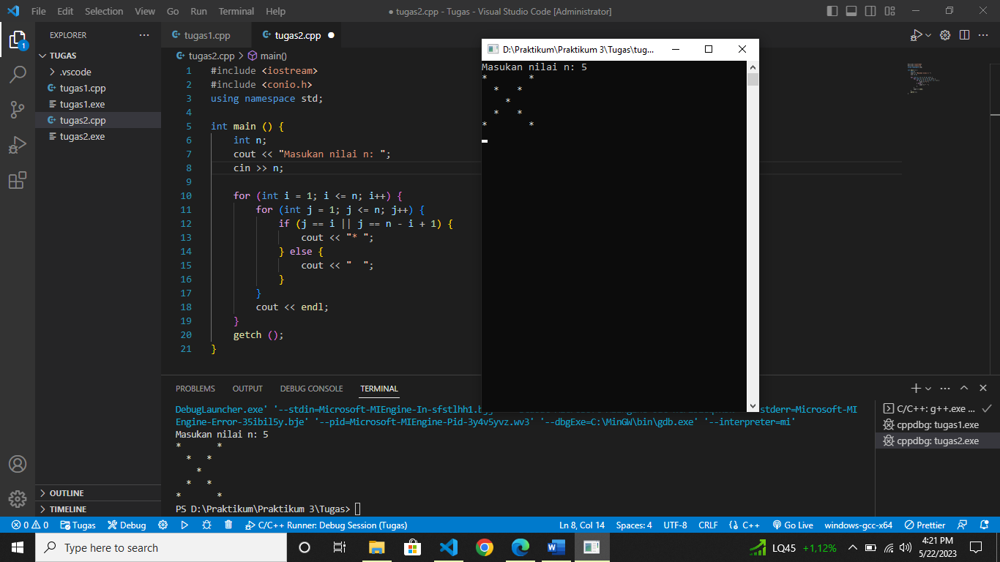 File Edit Selection View Go Run Terminal Help
● tugas2.cpp - Tugas - Visual Studio Code [Administrator]
1
EXPLORER ...
TUGAS
.vscode
tugas1.cpp
tugas1.exe
tugas2.cpp
tugas2.exe
OUTLINE
TIMELINE
tugas1.cpp
tugas2.cpp ●
tugas2.cpp > main()
1 #include <iostream>
2 #include <conio.h>
3 using namespace std;
4
5 int main () {
6     int n;
7     cout << "Masukan nilai n: ";
8     cin >> n;
9
10     for (int i = 1; i <= n; i++) {
11         for (int j = 1; j <= n; j++) {
12             if (j == i || j == n - i + 1) {
13                 cout << "* ";
14             } else {
15                 cout << "  ";
16             }
17         }
18         cout << endl;
19     }
20     getch ();
21 }
D:\Praktikum\Praktikum 3\Tugas\tug...
Masukan nilai n: 5
*       *
  *   *
    *
  *   *
*       *
PROBLEMS OUTPUT DEBUG CONSOLE TERMINAL
DebugLauncher.exe' '--stdin=Microsoft-MIEngine-In-sfstlhh1. stderr=Microsoft-MI
Engine-Error-35ibil5y.bje' '--pid=Microsoft-MIEngine-Pid-3y4v5yvz.wv3' '--dbgExe=C:\MinGW\bin\gdb.exe' '--interpreter=mi'
Masukan nilai n: 5
*       *
  *   *
    *
  *   *
*       *
PS D:\Praktikum\Praktikum 3\Tugas>
C/C++: g++.exe ...
cppdbg: tugas1.exe
cppdbg: tugas2.exe
0 0 Tugas Debug C/C++ Runner: Debug Session (Tugas) Ln 8, Col 14 Spaces: 4 UTF-8 CRLF {} C++ Go Live windows-gcc-x64 Prettier
Type here to search
LQ45 +1,12%
4:21 PM
5/22/2023